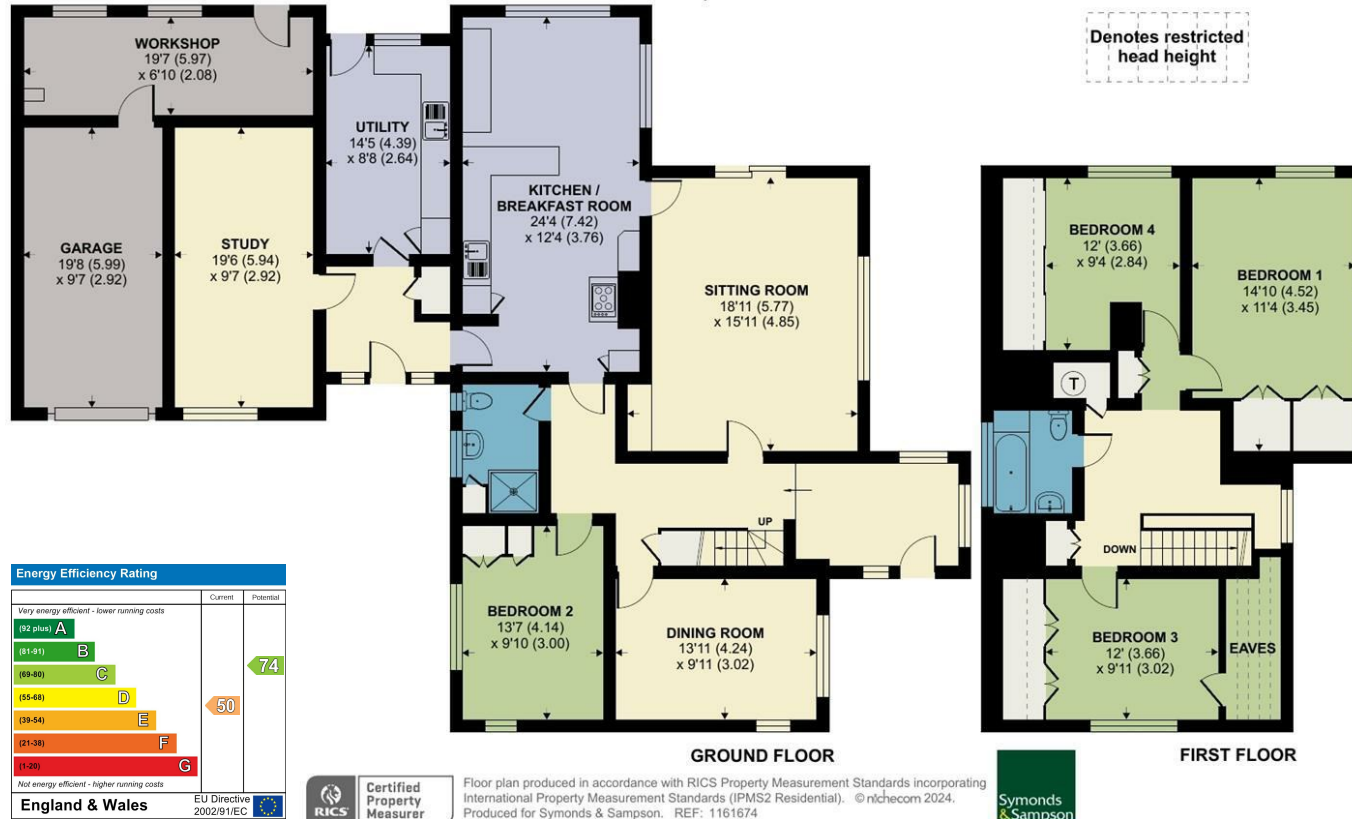 WORKSHOP
19'7 (5.97)
x 6'10 (2.08)
UTILITY
14'5 (4.39)
x 8'8 (2.64)
KITCHEN /
BREAKFAST ROOM
24'4 (7.42)
x 12'4 (3.76)
GARAGE
19'8 (5.99)
x 9'7 (2.92)
STUDY
19'6 (5.94)
x 9'7 (2.92)
SITTING ROOM
18'11 (5.77)
x 15'11 (4.85)
UP
BEDROOM 2
13'7 (4.14)
x 9'10 (3.00)
DINING ROOM
13'11 (4.24)
x 9'11 (3.02)
GROUND FLOOR
Denotes restricted
head height
BEDROOM 4
12' (3.66)
x 9'4 (2.84)
BEDROOM 1
14'10 (4.52)
x 11'4 (3.45)
T
DOWN
BEDROOM 3
12' (3.66)
x 9'11 (3.02)
EAVES
FIRST FLOOR
Energy Efficiency Rating
Current Potential
Very energy efficient - lower running costs
(92 plus) A
(81-91) B
(69-80) C
(55-68) D
(39-54) E
(21-38) F
(1-20) G
74
50
Not energy efficient - higher running costs
England & Wales
EU Directive
2002/91/EC
RICS
Certified
Property
Measurer
Floor plan produced in accordance with RICS Property Measurement Standards incorporating
International Property Measurement Standards (IPMS2 Residential). © nichecom 2024.
Produced for Symonds & Sampson. REF: 1161674
Symonds
& Sampson